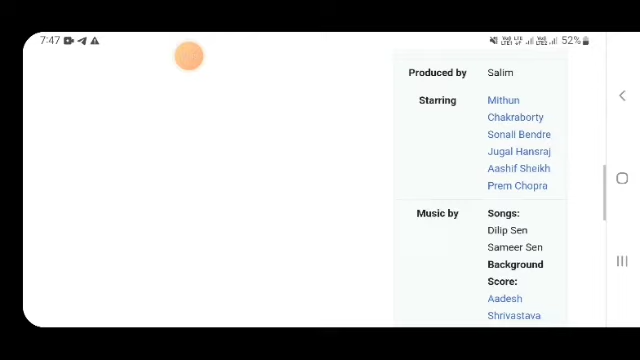 7:47
52%
Produced by Salim
Starring Mithun
Chakraborty
Sonali Bendre
Jugal Hansraj
Aashif Sheikh
Prem Chopra
Music by Songs:
Dilip Sen
Sameer Sen
Background
Score:
Aadesh
Shrivastava